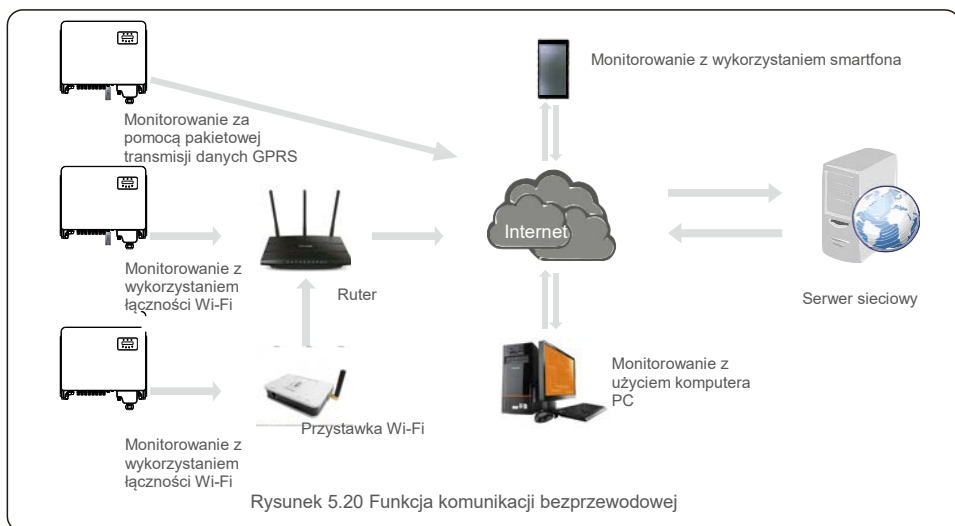 Monitorowanie z wykorzystaniem smartfona
Monitorowanie za
pomocą pakietowej
transmisji danych GPRS
Internet
Monitorowanie z
wykorzystaniem
łączności Wi-Fi
Ruter
Serwer sieciowy
Monitorowanie z
użyciem komputera
PC
Przystawka Wi-Fi
Monitorowanie z
wykorzystaniem
łączności Wi-Fi
Rysunek 5.20 Funkcja komunikacji bezprzewodowej